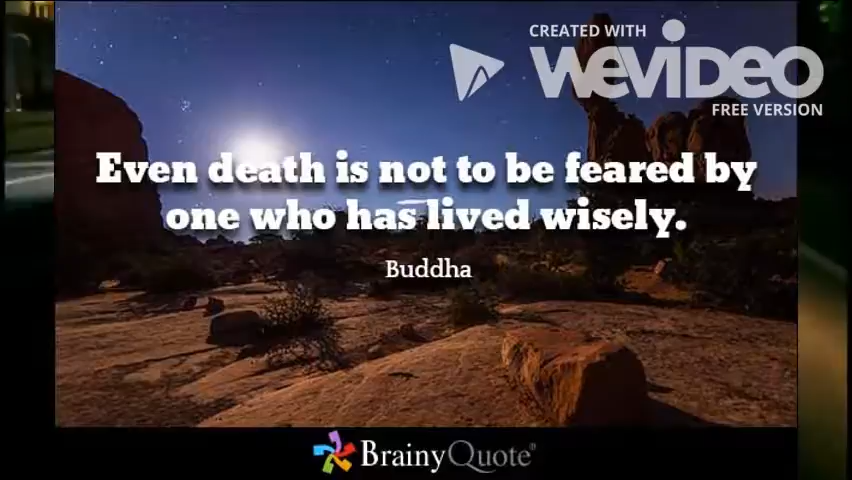 CREATED WITH
WEVIDEO
FREE VERSION
Even death is not to be feared by
one who has lived wisely.
Buddha
BrainyQuote®